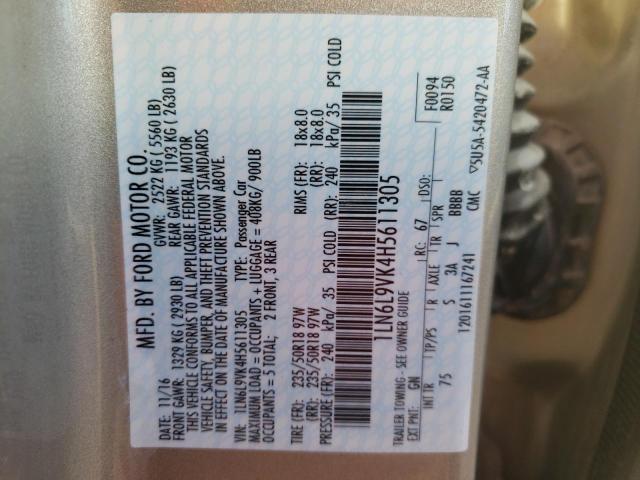 MFD. BY FORD MOTOR CO.
DATE: 11/16 GVWR: 2522 KG ( 5560 LB)
FRONT GAWR: 1329 KG ( 2930 LB) REAR GAWR: 1193 KG ( 2630 LB)
THIS VEHICLE CONFORMS TO ALL APPLICABLE FEDERAL MOTOR
VEHICLE SAFETY, BUMPER, AND THEFT PREVENTION STANDARDS
IN EFFECT ON THE DATE OF MANUFACTURE SHOWN ABOVE.
VIN: 1LN6L9VK4H5611305 TYPE: Passenger Car
MAXIMUM LOAD = OCCUPANTS + LUGGAGE = 408KG/ 900LB
OCCUPANTS = 5 TOTAL; 2 FRONT, 3 REAR
TIRE (FR): 235/50R18 97W RIMS (FR): 18x8.0
(RR): 235/50R18 97W (RR): 18x8.0
PRESSURE (FR): 240 kPa/ 35 PSI COLD (RR): 240 kPa/ 35 PSI COLD
1LN6L9VK4H5611305
TRAILER TOWING - SEE OWNER GUIDE F0094
R0150
EXT PNT: GN RC: 67 DSO:
INT TR TP/PS R AXLE TR SPR
75 S 3A J BBBB
1201611167241 CMC ▽5U5A-5420472-AA